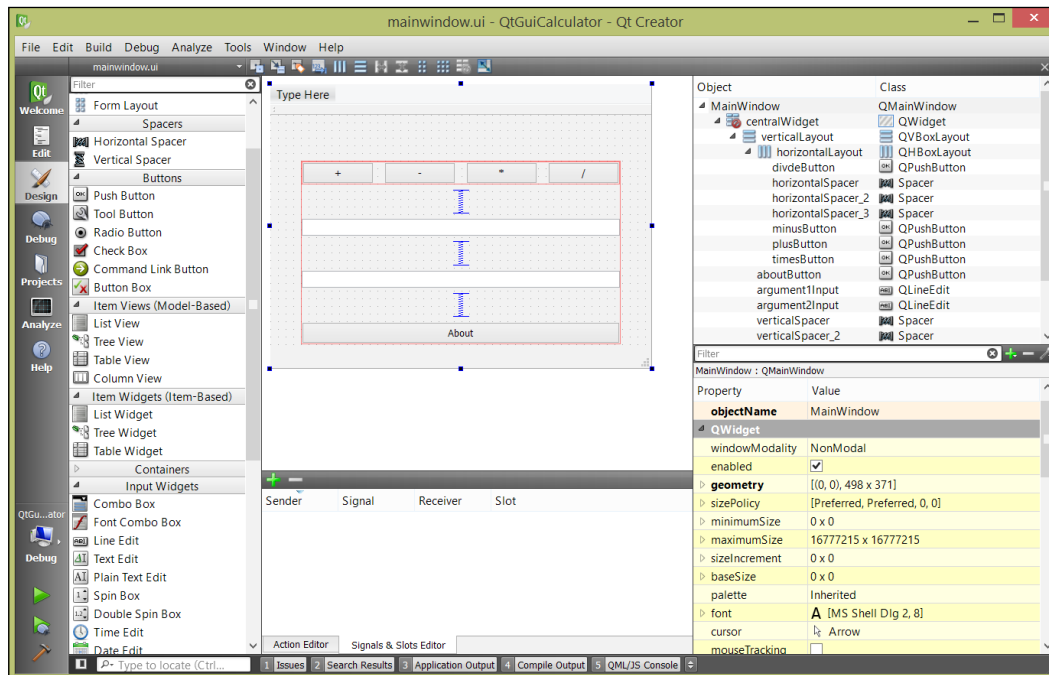 mainwindow.ui - QtGuiCalculator - Qt Creator
File Edit Build Debug Analyze Tools Window Help
mainwindow.ui
Qt
Welcome
Edit
Design
Debug
Projects
Analyze
Help
QtGu...ator
Debug
Filter
Form Layout
Spacers
Horizontal Spacer
Vertical Spacer
Buttons
Push Button
Tool Button
Radio Button
Check Box
Command Link Button
Button Box
Item Views (Model-Based)
List View
Tree View
Table View
Column View
Item Widgets (Item-Based)
List Widget
Tree Widget
Table Widget
Containers
Input Widgets
Combo Box
Font Combo Box
Line Edit
Text Edit
Plain Text Edit
Spin Box
Double Spin Box
Time Edit
Date Edit
Type Here
+ - * /
About
Sender Signal Receiver Slot
Action Editor Signals & Slots Editor
Object Class
MainWindow QMainWindow
centralWidget QWidget
verticalLayout QVBoxLayout
horizontalLayout QHBoxLayout
divdeButton QPushButton
horizontalSpacer Spacer
horizontalSpacer_2 Spacer
horizontalSpacer_3 Spacer
minusButton QPushButton
plusButton QPushButton
timesButton QPushButton
aboutButton QPushButton
argument1Input QLineEdit
argument2Input QLineEdit
verticalSpacer Spacer
verticalSpacer_2 Spacer
Filter
MainWindow : QMainWindow
Property Value
objectName MainWindow
QWidget
windowModality NonModal
enabled
geometry [(0, 0), 498 x 371]
sizePolicy [Preferred, Preferred, 0, 0]
minimumSize 0 x 0
maximumSize 16777215 x 16777215
sizeIncrement 0 x 0
baseSize 0 x 0
palette Inherited
font A [MS Shell Dlg 2, 8]
cursor Arrow
mouseTracking
Type to locate (Ctrl...
1 Issues 2 Search Results 3 Application Output 4 Compile Output 5 QML/JS Console